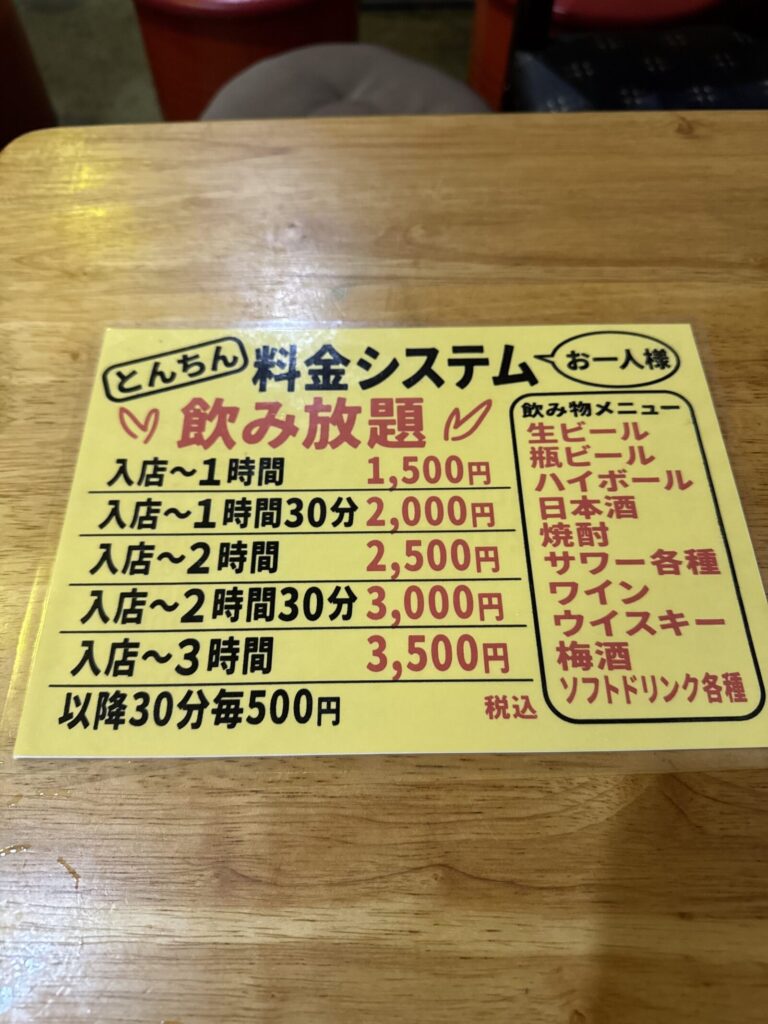 とんちん 料金システム お一人様
飲み放題
入店～1時間 1,500円
入店～1時間30分 2,000円
入店～2時間 2,500円
入店～2時間30分 3,000円
入店～3時間 3,500円
以降30分毎500円 税込
飲み物メニュー
生ビール
瓶ビール
ハイボール
日本酒
焼酎
サワー各種
ワイン
ウイスキー
梅酒
ソフトドリンク各種